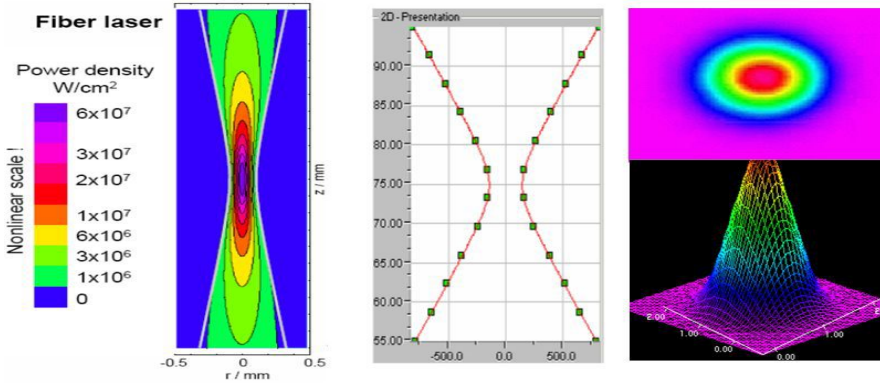 Fiber laser
Power density
W/cm²
6x10⁷
3x10⁷
2x10⁷
1x10⁷
6x10⁶
3x10⁶
1x10⁶
0
Nonlinear scale !
-0.5 0 0.5
r / mm
z / mm
2D - Presentation
90.00
85.00
80.00
75.00
70.00
65.00
60.00
55.00
-500.0 0.0 500.0
2.00
1.00
0.00
0.00
1.00